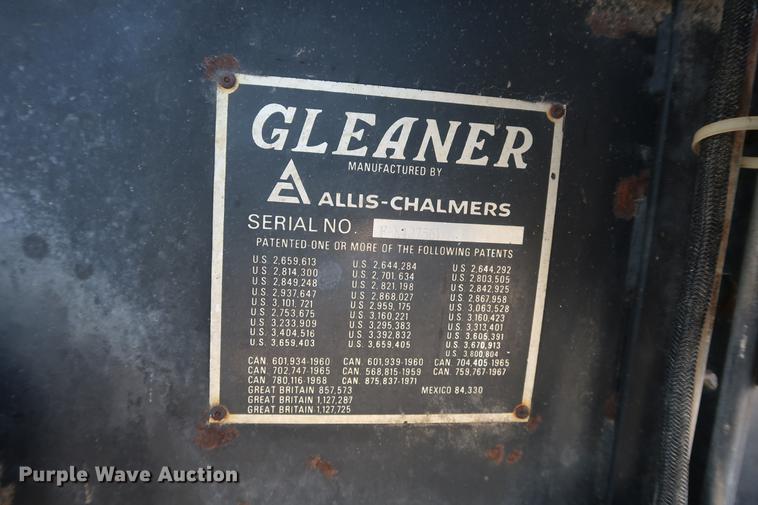 GLEANER
MANUFACTURED BY
ALLIS-CHALMERS
SERIAL NO.
PATENTED ONE OR MORE OF THE FOLLOWING PATENTS
U.S. 2,659,613 U.S. 2,644,284 U.S. 2,644,292
U.S. 2,814,300 U.S. 2,701,634 U.S. 2,803,505
U.S. 2,849,248 U.S. 2,821,198 U.S. 2,842,925
U.S. 2,937,647 U.S. 2,868,027 U.S. 2,867,958
U.S. 3,101,721 U.S. 2,959,175 U.S. 3,063,528
U.S. 2,753,675 U.S. 3,160,221 U.S. 3,160,423
U.S. 3,233,909 U.S. 3,295,383 U.S. 3,313,401
U.S. 3,404,516 U.S. 3,392,832 U.S. 3,605,391
U.S. 3,659,403 U.S. 3,659,405 U.S. 3,670,913
U.S. 3,800,804
CAN. 601,934-1960 CAN. 601,939-1960 CAN. 704,405-1965
CAN. 702,747-1965 CAN. 568,815-1959 CAN. 759,767-1967
CAN. 780,116-1968 CAN. 875,837-1971
GREAT BRITAIN 857,573 MEXICO 84,330
GREAT BRITAIN 1,127,287
GREAT BRITAIN 1,127,725
Purple Wave Auction